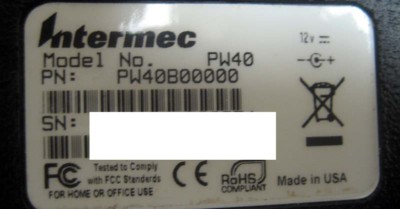 Intermec
Model No. PW40
12v
PN: PW40B00000
SN:
FC Tested to Comply
with FCC Standards
FOR HOME OR OFFICE USE
CE
RoHS
COMPLIANT
Made in USA